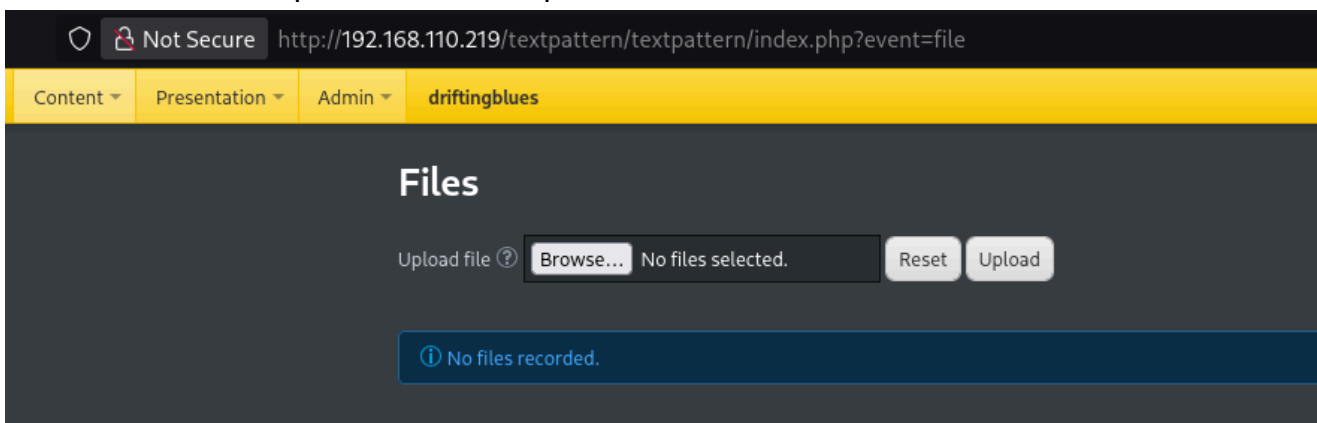 Not Secure http://192.168.110.219/textpattern/textpattern/index.php?event=file
Content Presentation Admin driftingblues
Files
Upload file ? Browse... No files selected. Reset Upload
No files recorded.